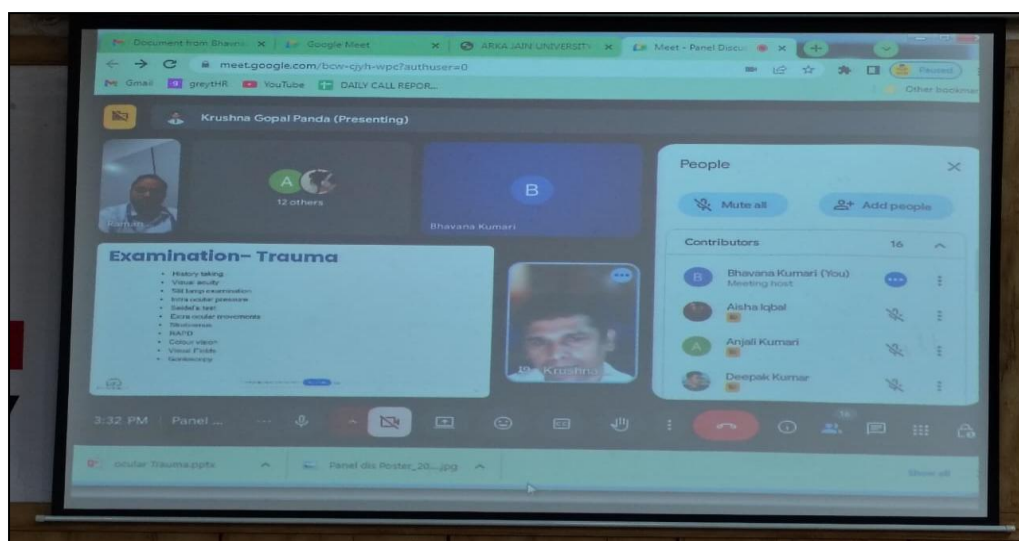 Document from Bhavna
Google Meet
ARKA JAIN UNIVERSITY
Meet - Panel Discu
meet.google.com/bcw-cjyh-wpc?authuser=0
Paused
Gmail
greytHR
YouTube
DAILY CALL REPOR...
Other bookmar
Krushna Gopal Panda (Presenting)
Raman
A
12 others
B
Bhavana Kumari
Examination- Trauma
History taking
Visual acuity
Slit lamp examination
Intra ocular pressure
Seidel's test
Extra ocular movements
RAPD
Colour vision
Visual Fields
Gonioscopy
Krushna
People
Mute all
Add people
Contributors
16
B
Bhavana Kumari (You)
Meeting host
Aisha Iqbal
A
Anjali Kumari
Deepak Kumar
3:32 PM
Panel ...
16
ocular Trauma.pptx
Panel dis Poster_20....jpg
Show all